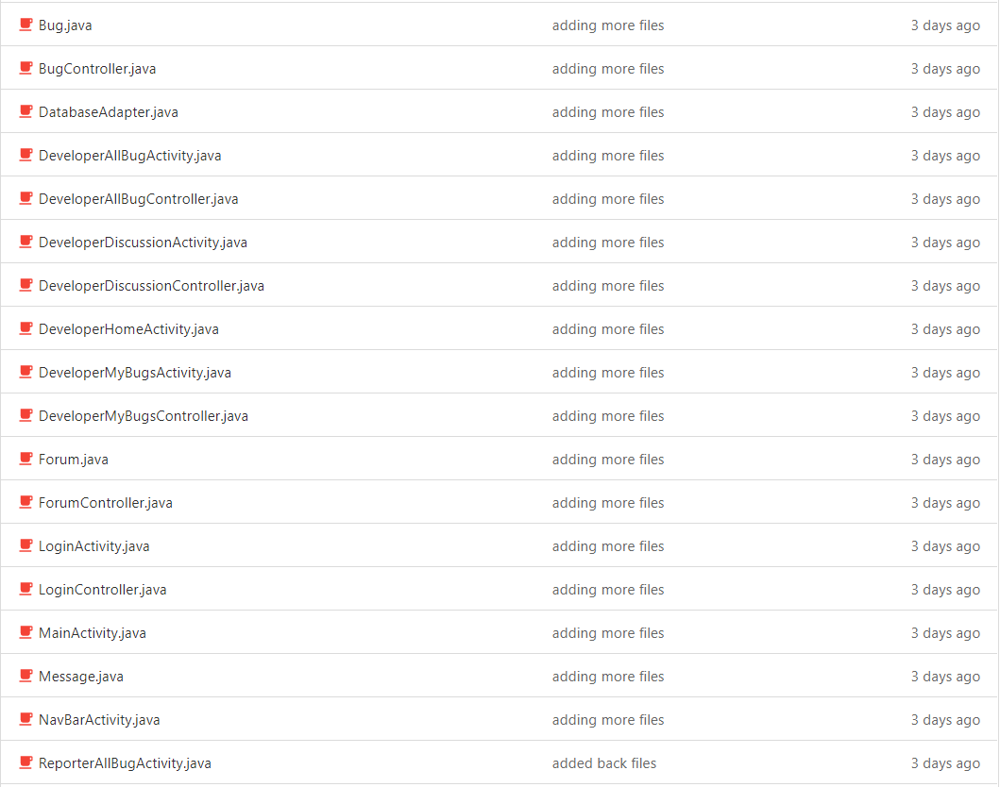 Bug.java adding more files 3 days ago
BugController.java adding more files 3 days ago
DatabaseAdapter.java adding more files 3 days ago
DeveloperAllBugActivity.java adding more files 3 days ago
DeveloperAllBugController.java adding more files 3 days ago
DeveloperDiscussionActivity.java adding more files 3 days ago
DeveloperDiscussionController.java adding more files 3 days ago
DeveloperHomeActivity.java adding more files 3 days ago
DeveloperMyBugsActivity.java adding more files 3 days ago
DeveloperMyBugsController.java adding more files 3 days ago
Forum.java adding more files 3 days ago
ForumController.java adding more files 3 days ago
LoginActivity.java adding more files 3 days ago
LoginController.java adding more files 3 days ago
MainActivity.java adding more files 3 days ago
Message.java adding more files 3 days ago
NavBarActivity.java adding more files 3 days ago
ReporterAllBugActivity.java added back files 3 days ago